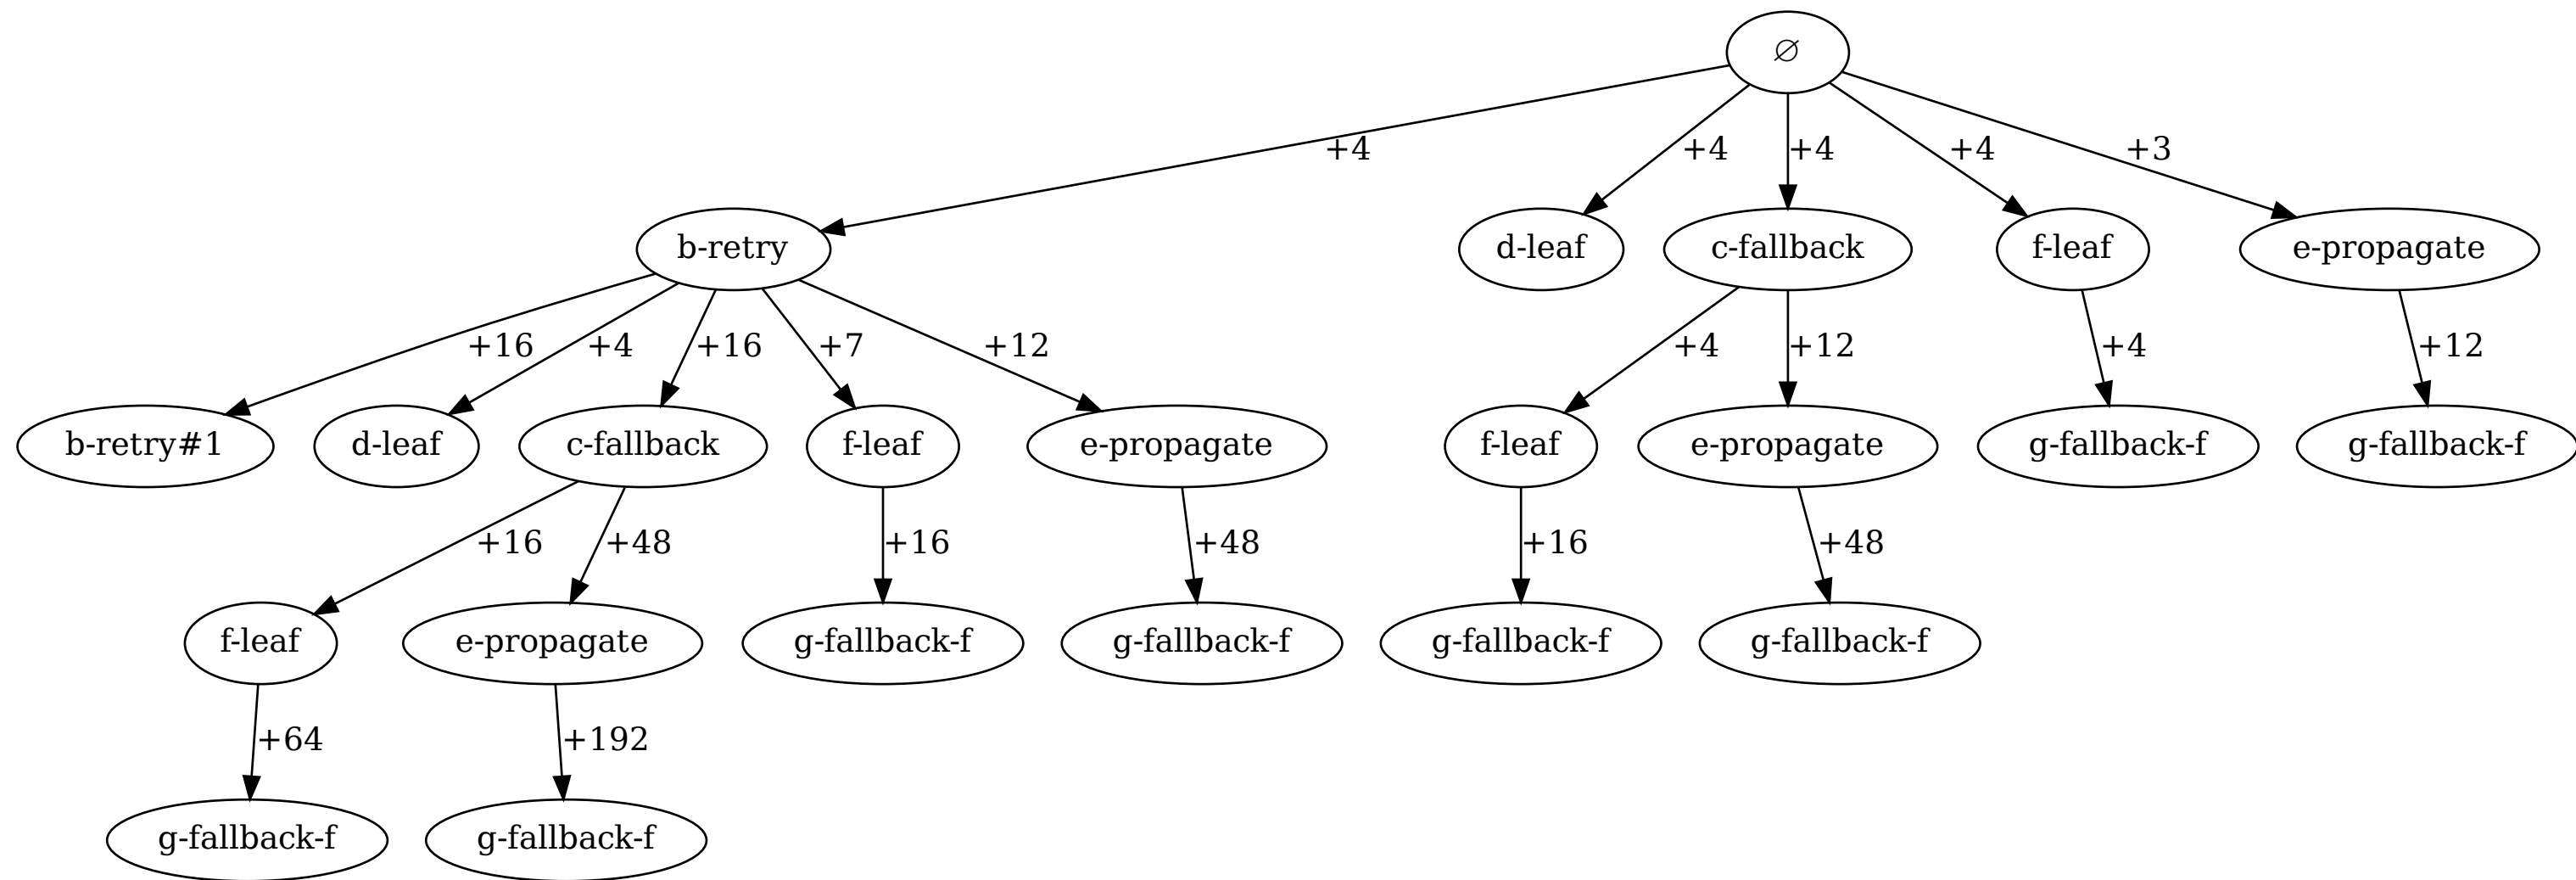 ∅
+4
+4
+4
+4
+3
b-retry
d-leaf
c-fallback
f-leaf
e-propagate
+16
+4
+16
+7
+12
+4
+12
+4
+12
b-retry#1
d-leaf
c-fallback
f-leaf
e-propagate
f-leaf
e-propagate
g-fallback-f
g-fallback-f
+16
+48
+16
+48
+16
+48
f-leaf
e-propagate
g-fallback-f
g-fallback-f
g-fallback-f
g-fallback-f
+64
+192
g-fallback-f
g-fallback-f